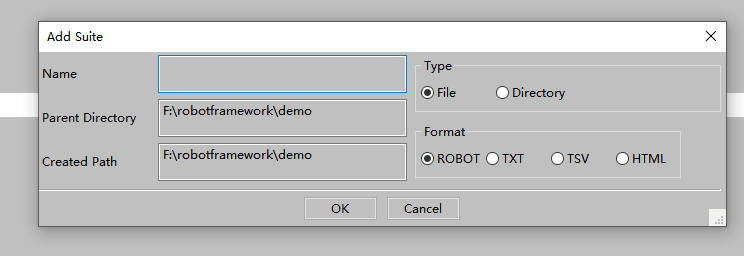 Add Suite
Name
Type
File Directory
Parent Directory F:\robotframework\demo
Format
Created Path F:\robotframework\demo
ROBOT TXT TSV HTML
OK Cancel